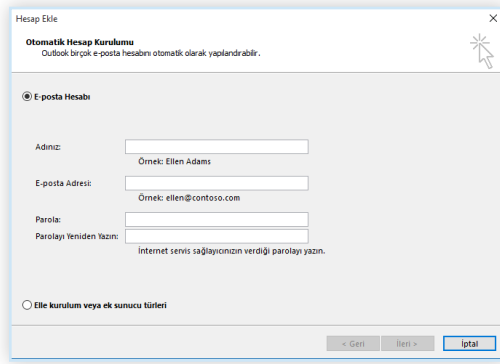 Hesap Ekle
Otomatik Hesap Kurulumu
Outlook birçok e-posta hesabını otomatik olarak yapılandırabilir.
E-posta Hesabı
Adınız:
Örnek: Ellen Adams
E-posta Adresi:
Örnek: ellen@contoso.com
Parola:
Parolayı Yeniden Yazın:
İnternet servis sağlayıcınızın verdiği parolayı yazın.
Elle kurulum veya ek sunucu türleri
< Geri İleri > İptal